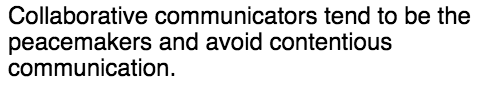 Collaborative communicators tend to be the
peacemakers and avoid contentious
communication.